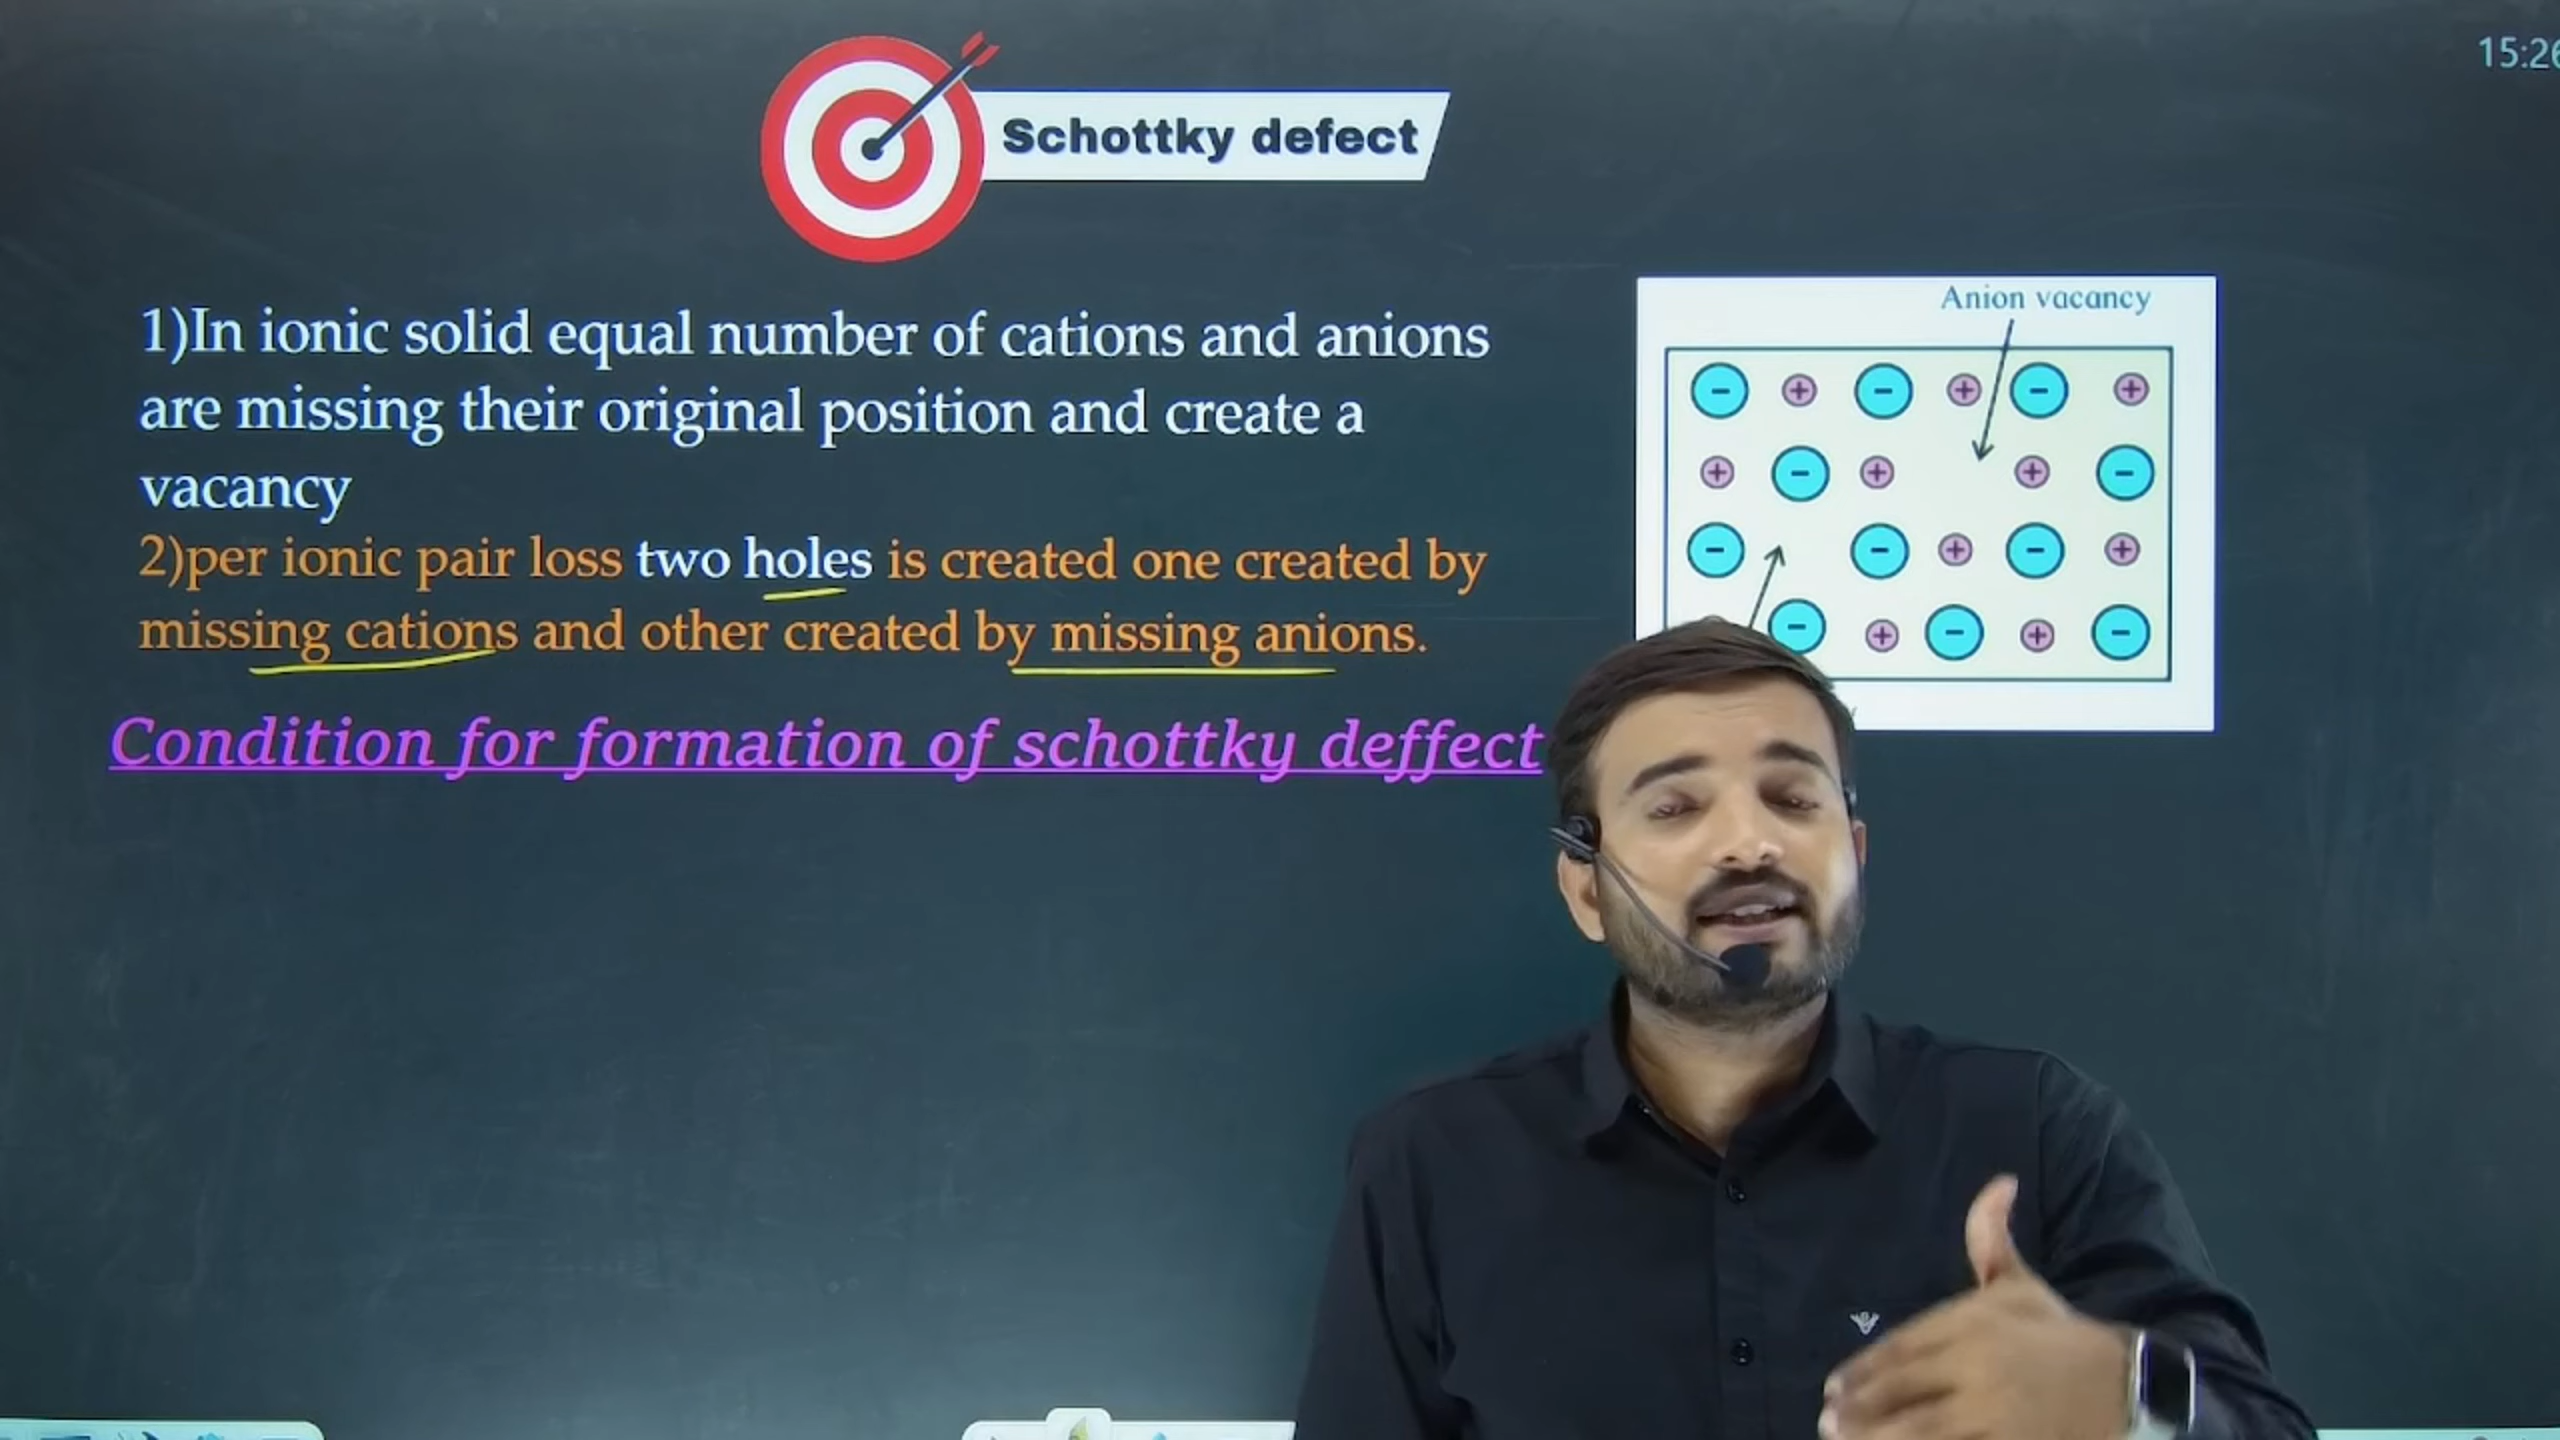 15:26
Schottky defect
1)In ionic solid equal number of cations and anions
are missing their original position and create a
vacancy
2)per ionic pair loss two holes is created one created by
missing cations and other created by missing anions.
Condition for formation of schottky deffect
Anion vacancy
- + - + - +
+ - + + -
- - + - +
- + - + -